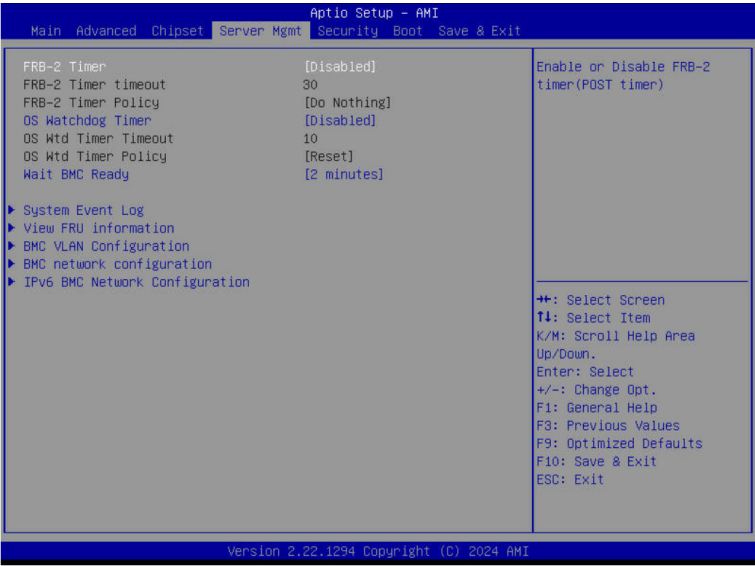 Aptio Setup – AMI
Main Advanced Chipset Server Mgmt Security Boot Save & Exit
FRB-2 Timer [Disabled]
FRB-2 Timer timeout 30
FRB-2 Timer Policy [Do Nothing]
OS Watchdog Timer [Disabled]
OS Wtd Timer Timeout 10
OS Wtd Timer Policy [Reset]
Wait BMC Ready [2 minutes]
System Event Log
View FRU information
BMC VLAN Configuration
BMC network configuration
IPv6 BMC Network Configuration
Enable or Disable FRB-2
timer(POST timer)
→←: Select Screen
↑↓: Select Item
K/M: Scroll Help Area
Up/Down.
Enter: Select
+/-: Change Opt.
F1: General Help
F3: Previous Values
F9: Optimized Defaults
F10: Save & Exit
ESC: Exit
Version 2.22.1294 Copyright (C) 2024 AMI